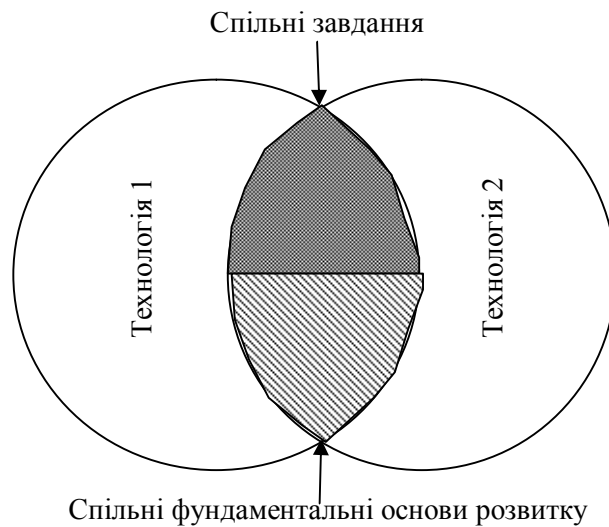 Спільні завдання
Технологія 1
Технологія 2
Спільні фундаментальні основи розвитку